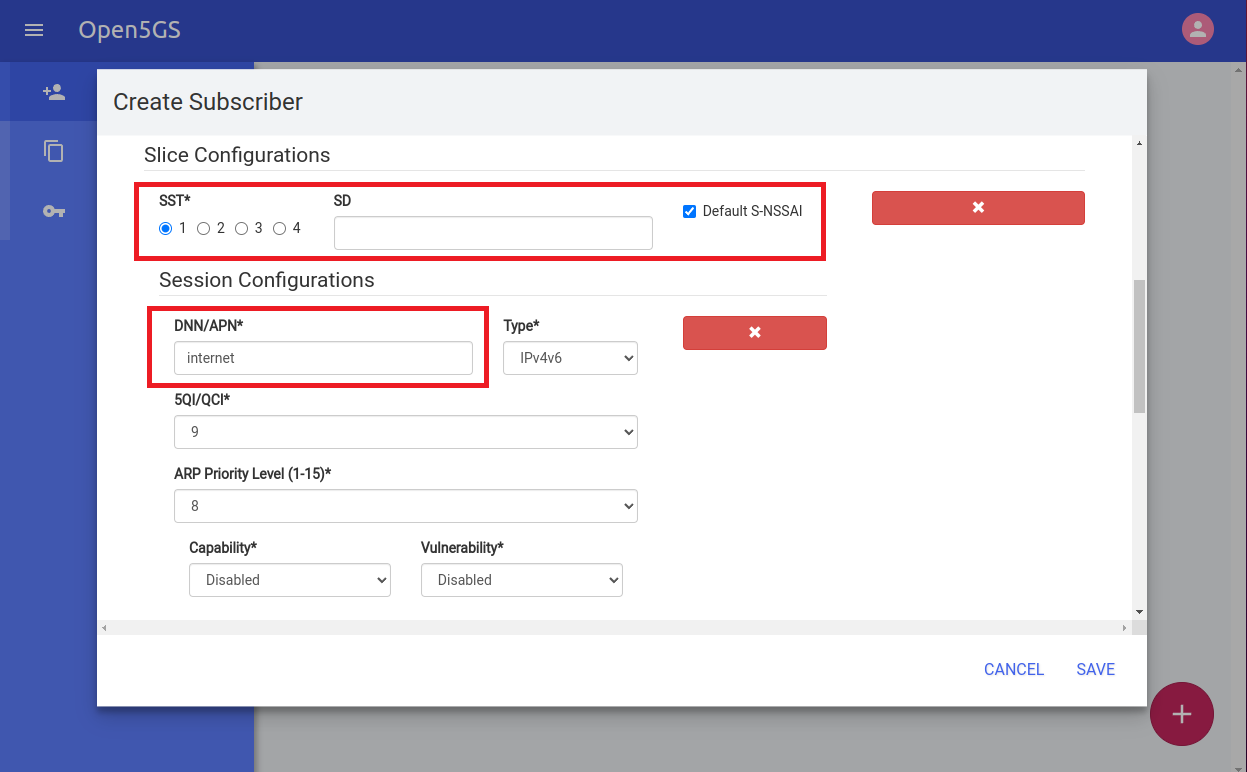 Open5GS
Create Subscriber
Slice Configurations
SST* SD
1 2 3 4 Default S-NSSAI
Session Configurations
DNN/APN* Type*
internet IPv4v6
5QI/QCI*
9
ARP Priority Level (1-15)*
8
Capability* Vulnerability*
Disabled Disabled
CANCEL SAVE